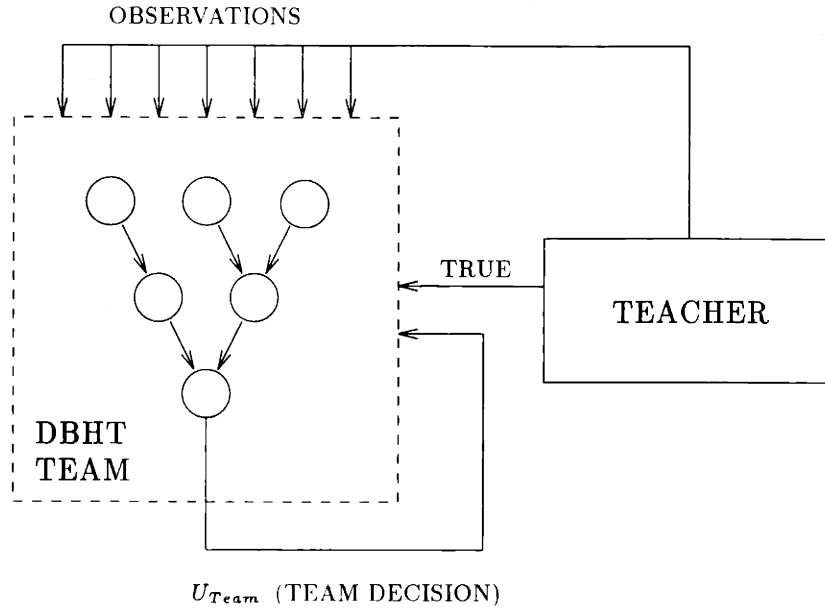 OBSERVATIONS
TRUE
TEACHER
DBHT
TEAM
U_Team (TEAM DECISION)